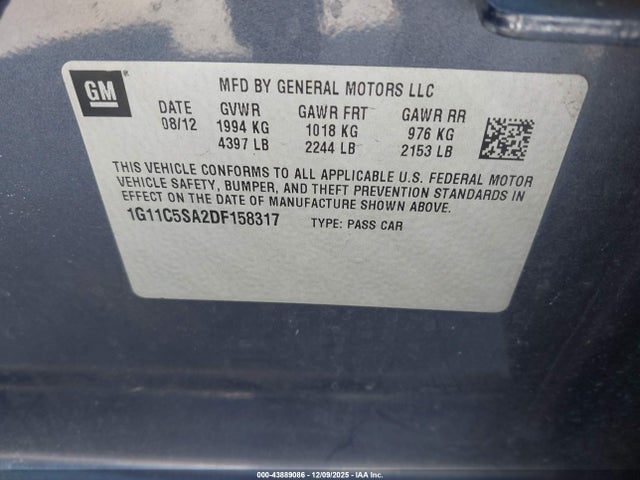 GM
MFD BY GENERAL MOTORS LLC
DATE GVWR GAWR FRT GAWR RR
08/12 1994 KG 1018 KG 976 KG
4397 LB 2244 LB 2153 LB
THIS VEHICLE CONFORMS TO ALL APPLICABLE U.S. FEDERAL MOTOR
VEHICLE SAFETY, BUMPER, AND THEFT PREVENTION STANDARDS IN
EFFECT ON THE DATE OF MANUFACTURE SHOWN ABOVE.
1G11C5SA2DF158317 TYPE: PASS CAR
000-43889086 - 12/09/2025 - IAA Inc.